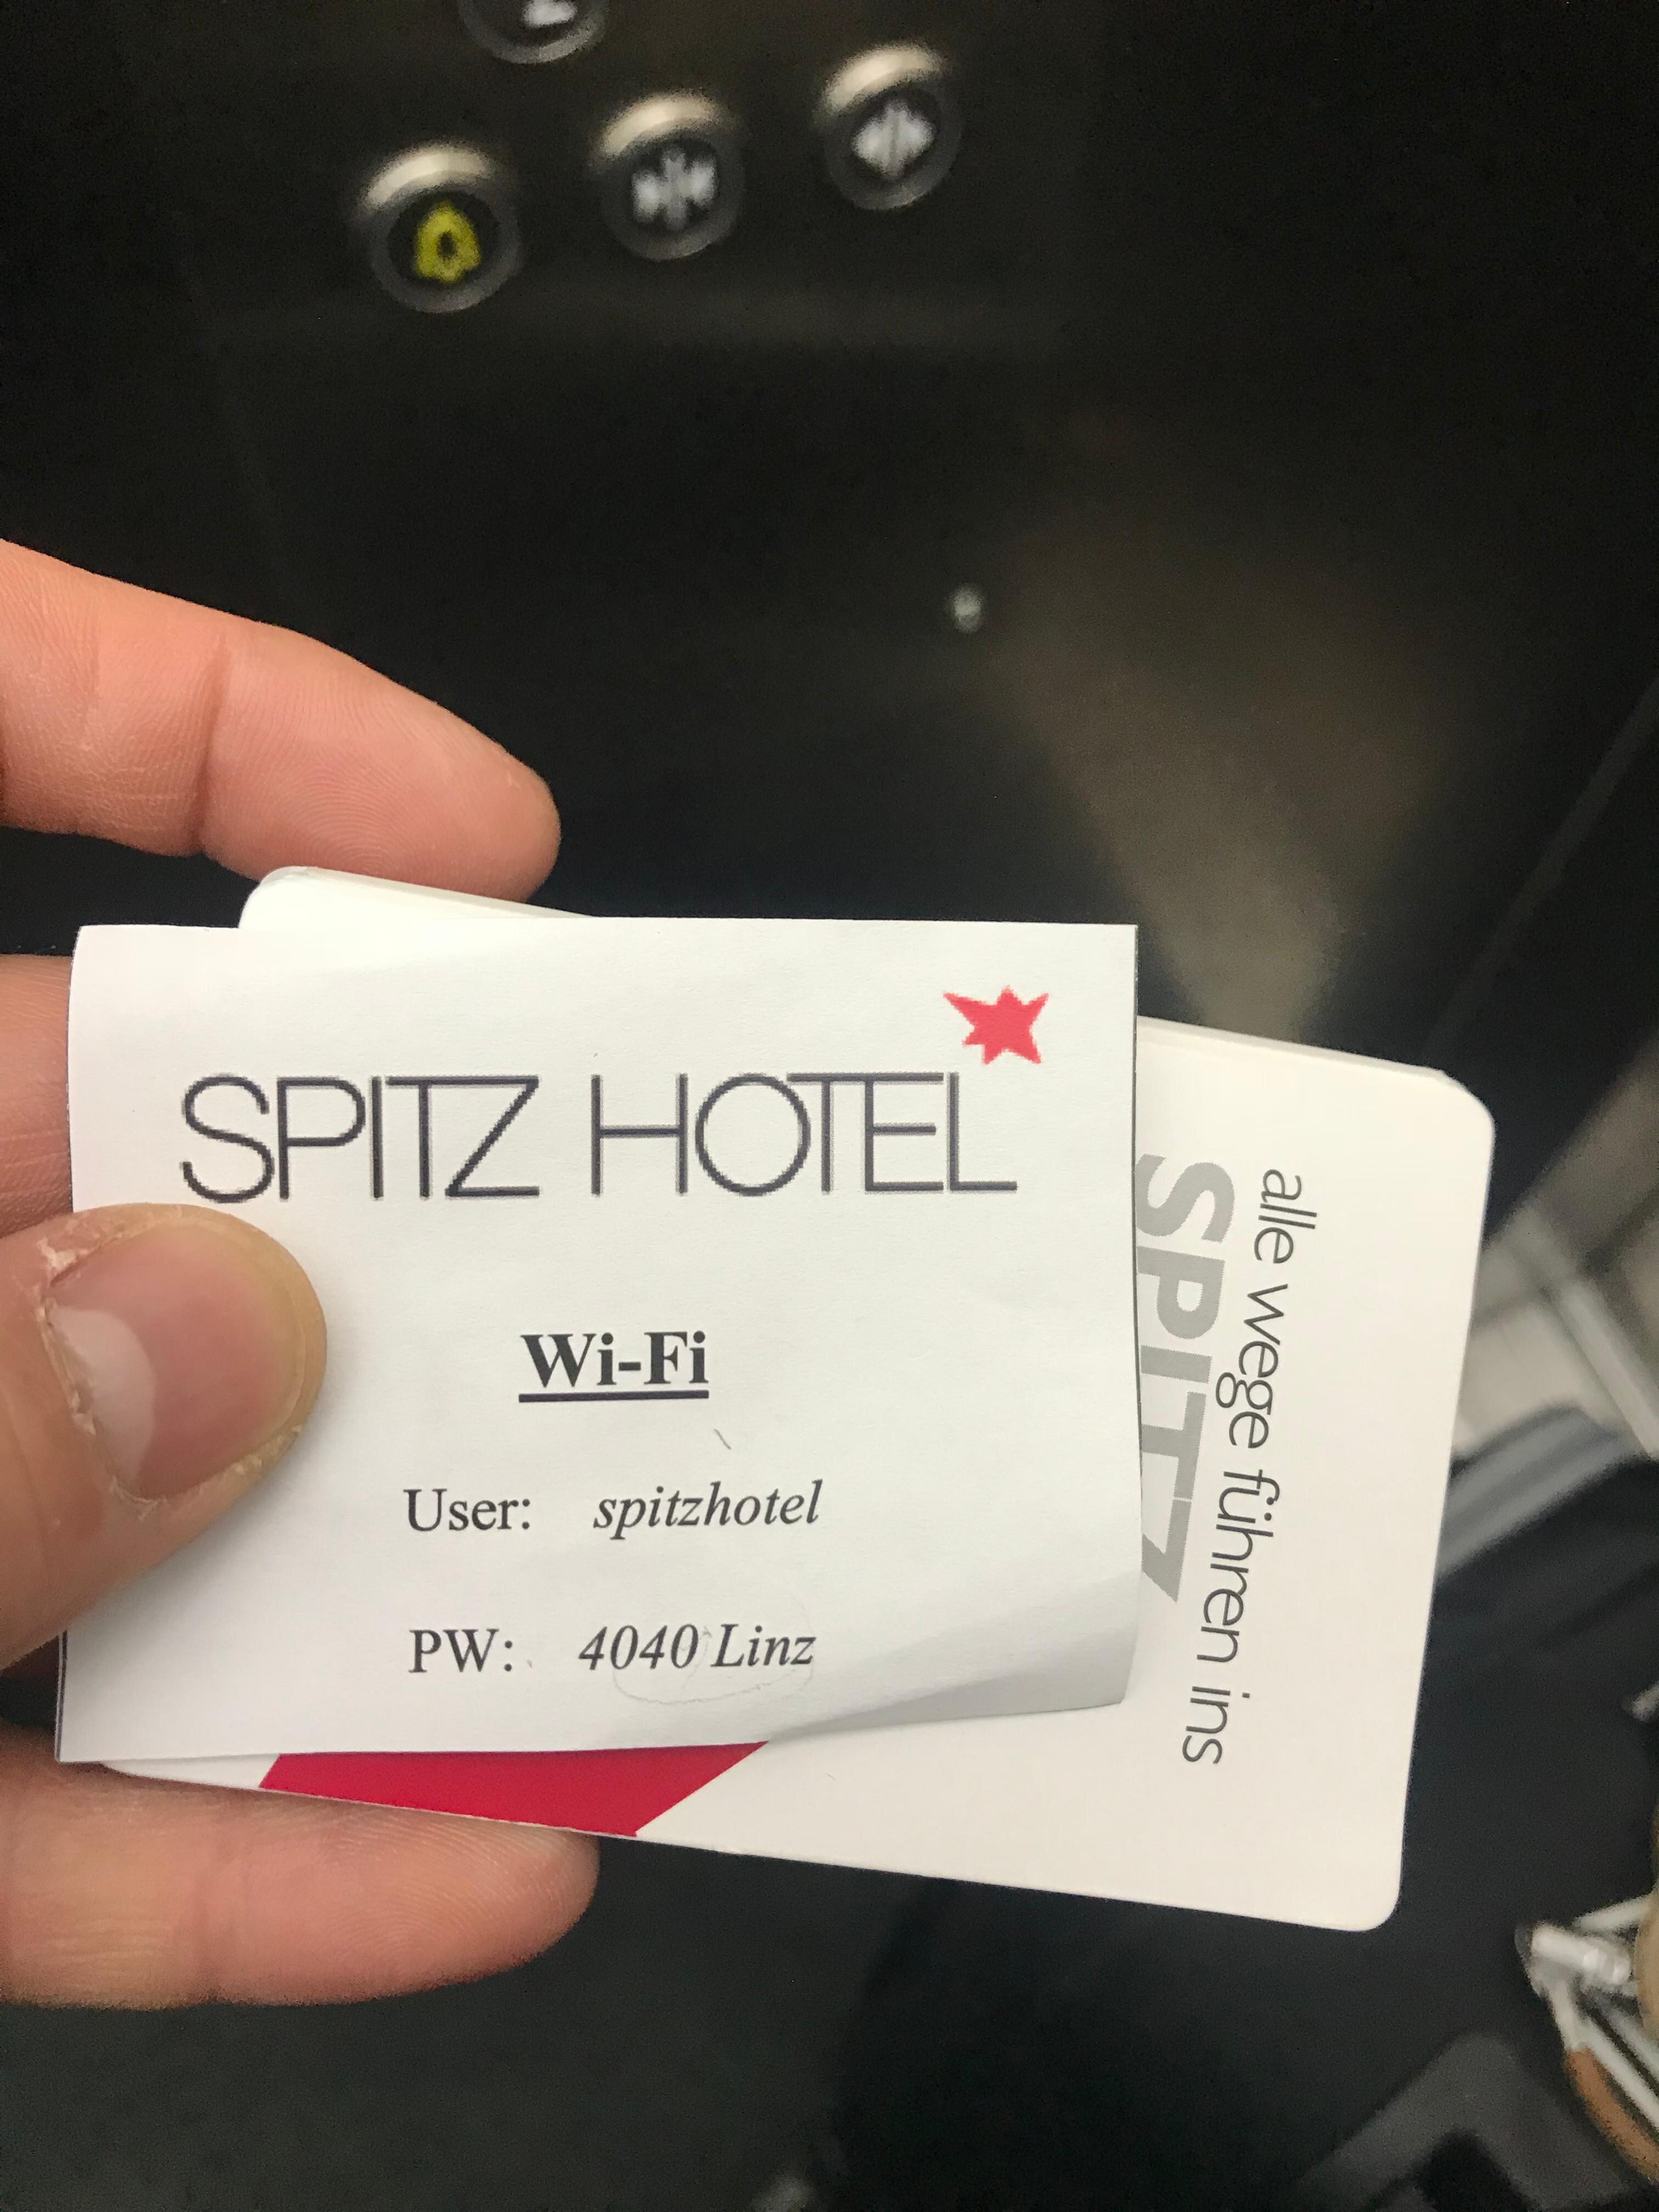 SPITZ HOTEL
Wi-Fi
User: spitzhotel
PW: 4040 Linz
alle wege führen ins
SPITZ